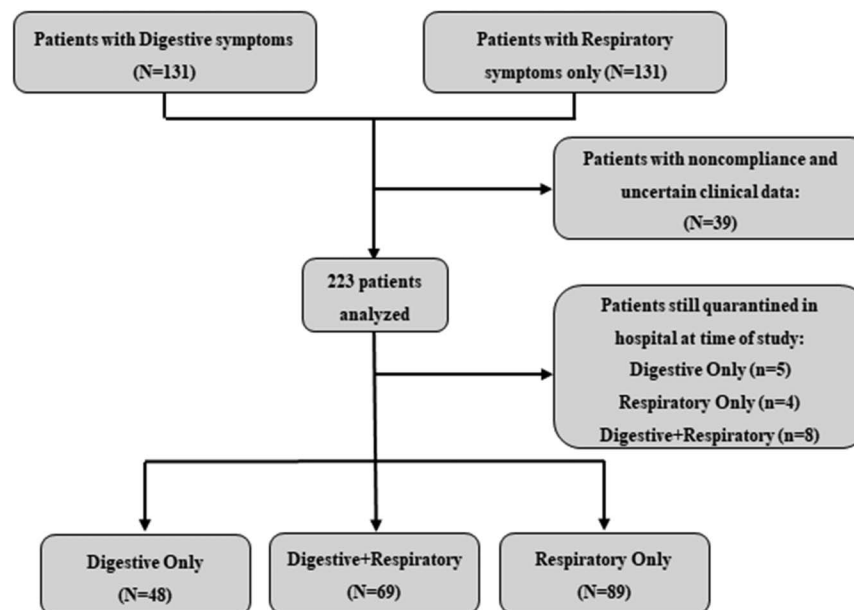 Patients with Digestive symptoms
(N=131)
Patients with Respiratory
symptoms only (N=131)
Patients with noncompliance and
uncertain clinical data:
(N=39)
223 patients
analyzed
Patients still quarantined in
hospital at time of study:
Digestive Only (n=5)
Respiratory Only (n=4)
Digestive+Respiratory (n=8)
Digestive Only
(N=48)
Digestive+Respiratory
(N=69)
Respiratory Only
(N=89)